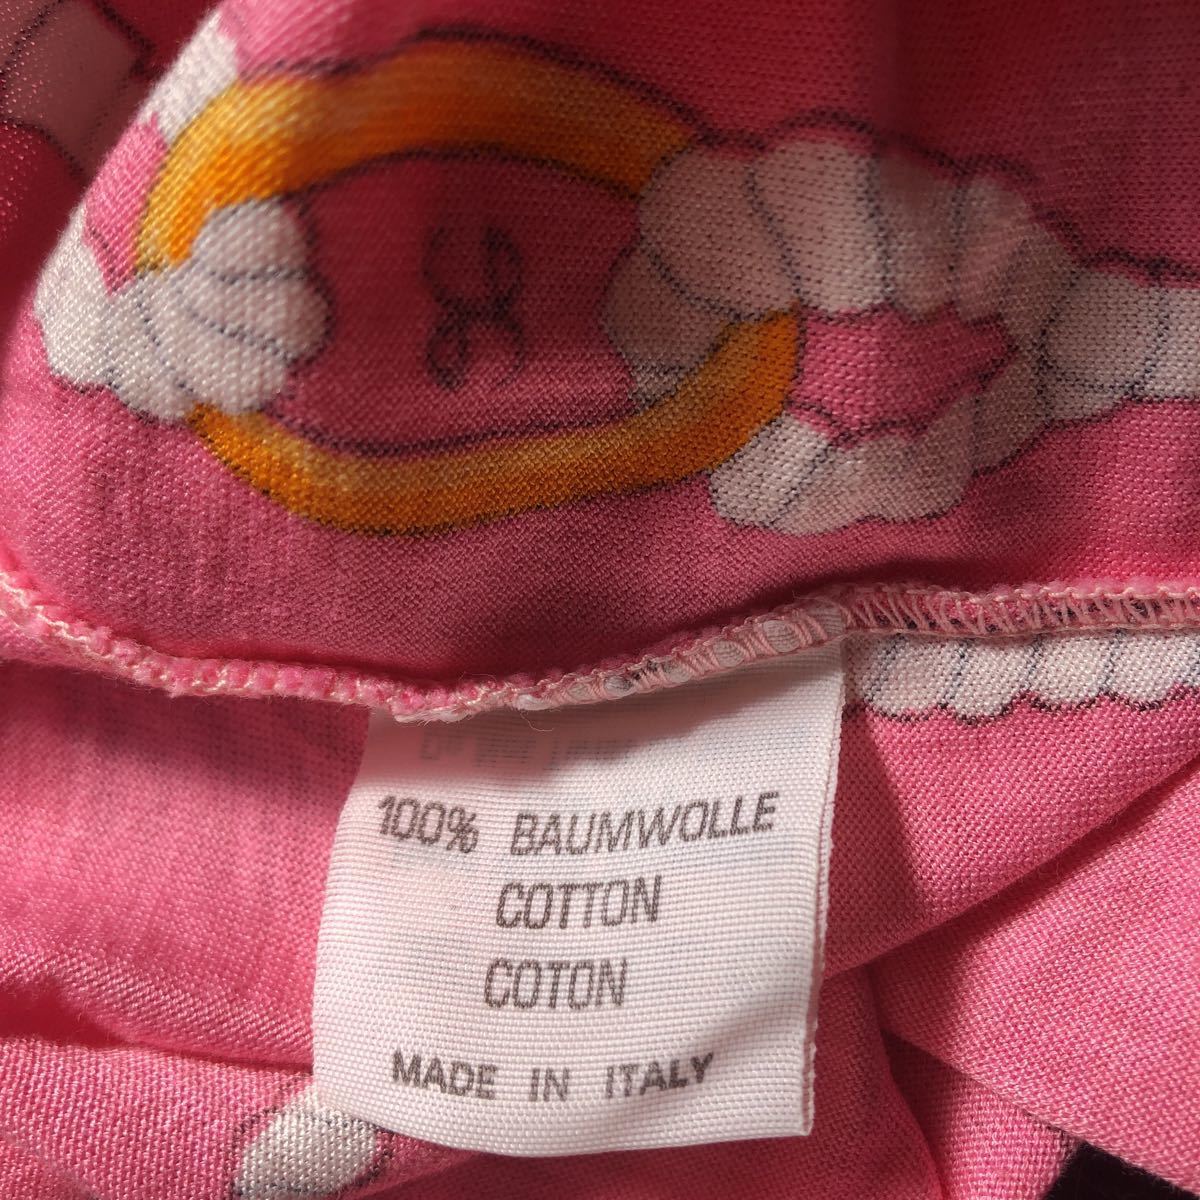 100% BAUMWOLLE
COTTON
COTON
MADE IN ITALY